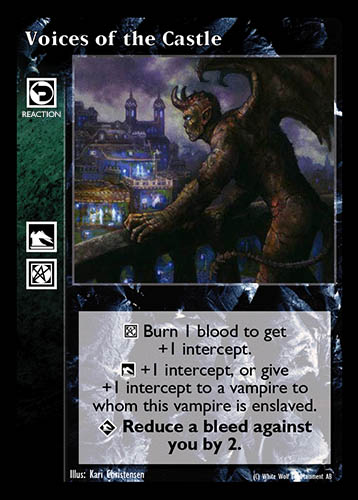 Voices of the Castle
REACTION
Burn 1 blood to get
+1 intercept.
+1 intercept, or give
+1 intercept to a vampire to
whom this vampire is enslaved.
Reduce a bleed against
you by 2.
Illus: Kari Christensen
(C) White Wolf Entertainment AB